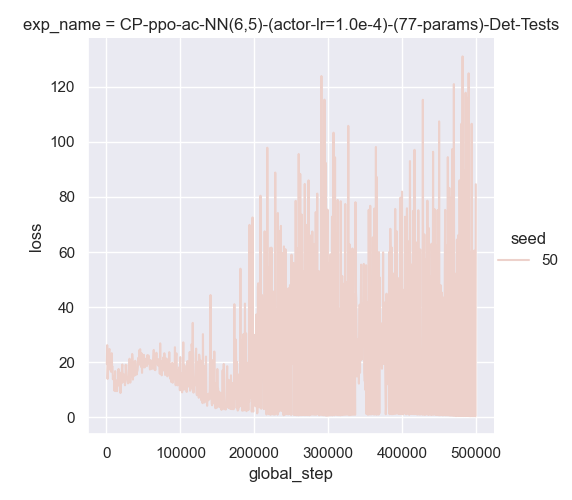 exp_name = CP-ppo-ac-NN(6,5)-(actor-lr=1.0e-4)-(77-params)-Det-Tests
120
100
80
60
40
20
0
loss
seed
50
0 100000 200000 300000 400000 500000
global_step